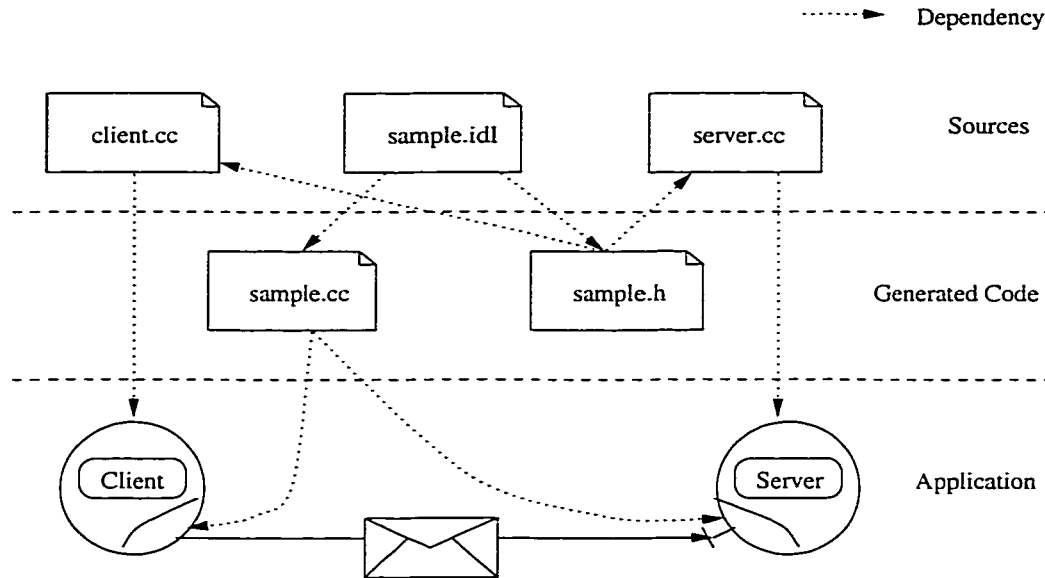 Dependency
client.cc
sample.idl
server.cc
Sources
sample.cc
sample.h
Generated Code
Client
Server
Application